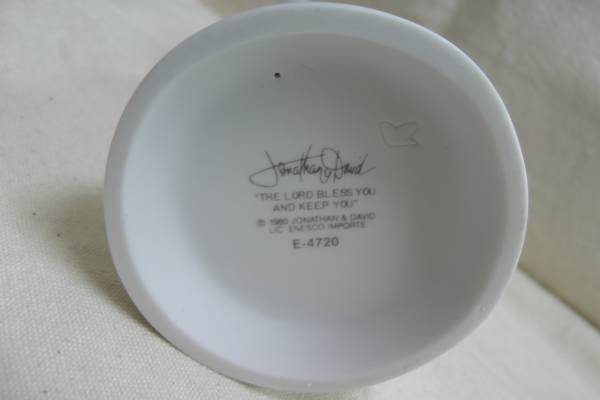 Jonathan & David
"THE LORD BLESS YOU
AND KEEP YOU"
© 1980 JONATHAN & DAVID
LIC. ENESCO IMPORTS
E-4720